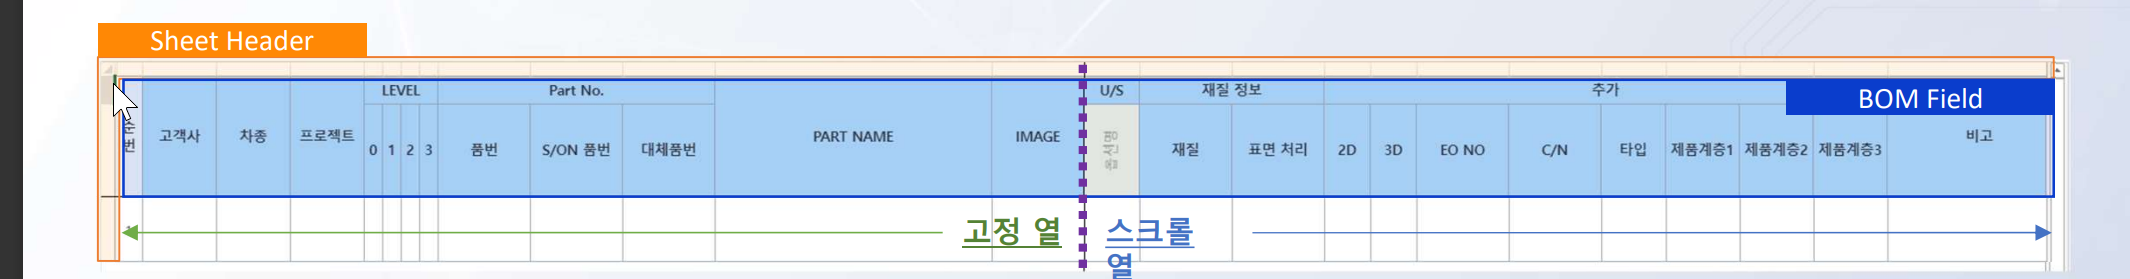 Sheet Header
LEVEL
Part No.
U/S
재질 정보
추가
BOM Field
순번
고객사
차종
프로젝트
0
1
2
3
품번
S/ON 품번
대체품번
PART NAME
IMAGE
옵션명
재질
표면 처리
2D
3D
EO NO
C/N
타입
제품계층1
제품계층2
제품계층3
비고
고정 열
스크롤
열